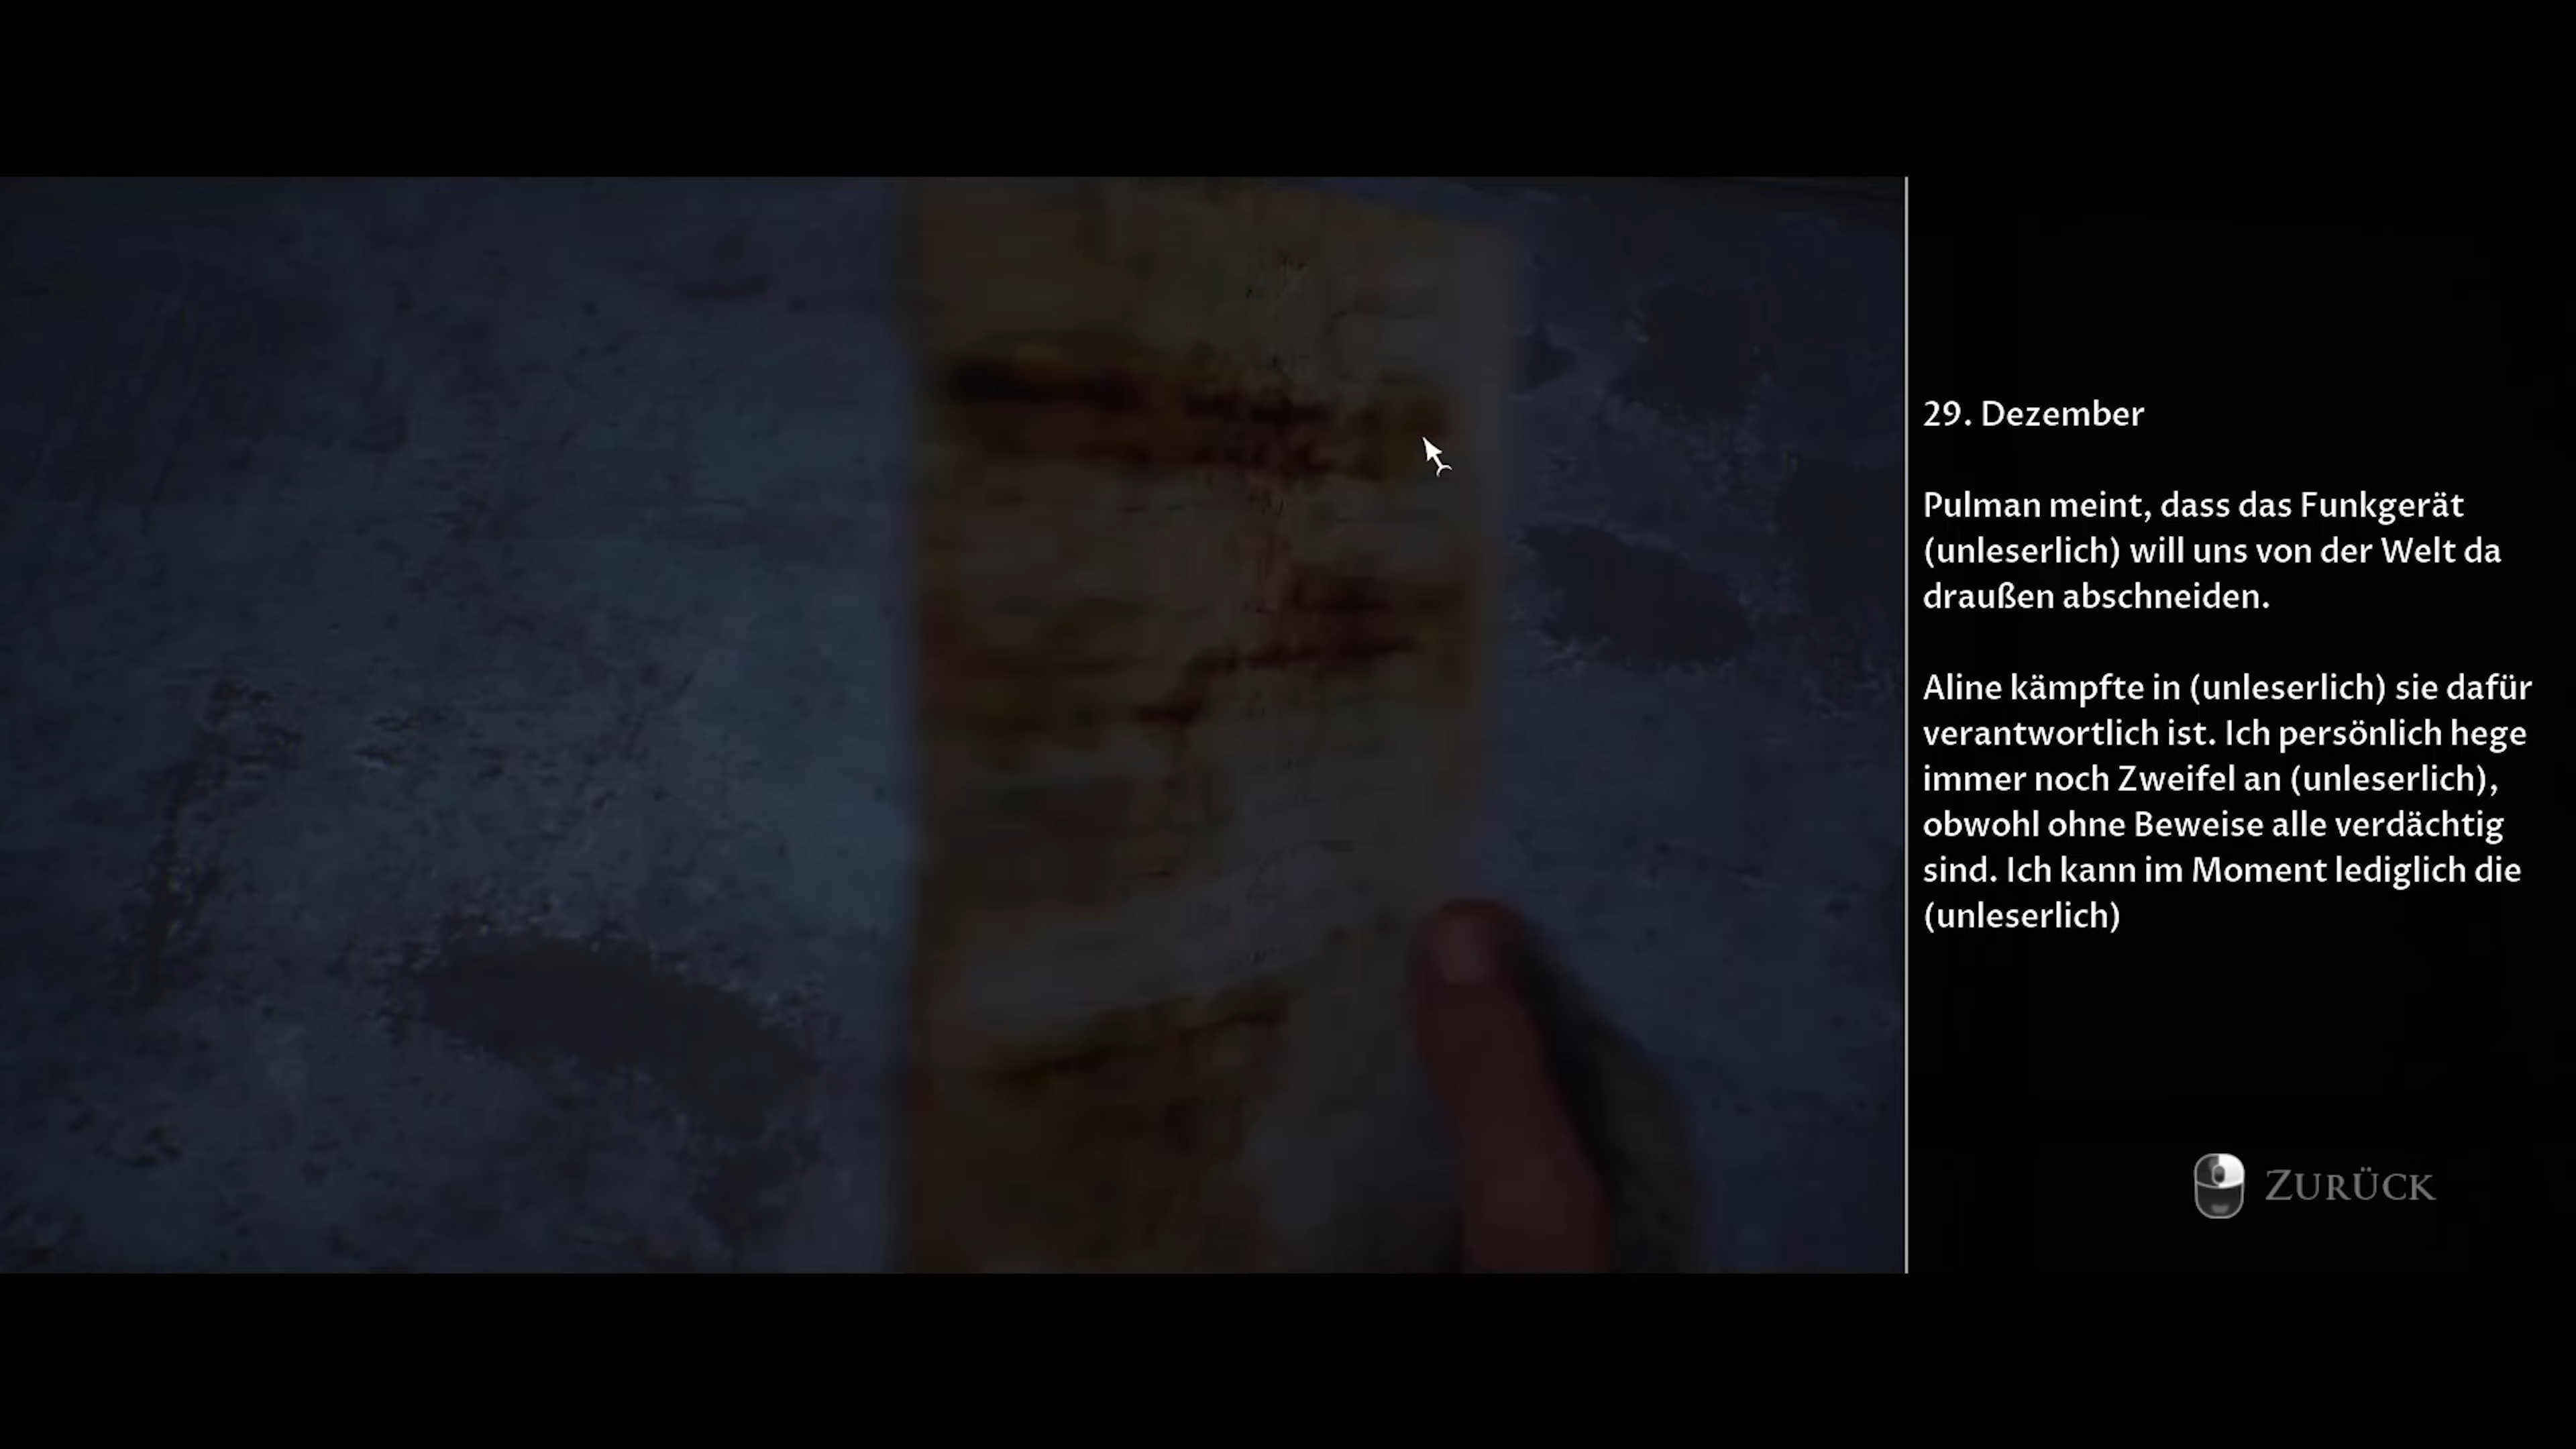 29. Dezember
Pulman meint, dass das Funkgerät
(unleserlich) will uns von der Welt da
draußen abschneiden.
Aline kämpfte in (unleserlich) sie dafür
verantwortlich ist. Ich persönlich hege
immer noch Zweifel an (unleserlich),
obwohl ohne Beweise alle verdächtig
sind. Ich kann im Moment lediglich die
(unleserlich)
ZURÜCK